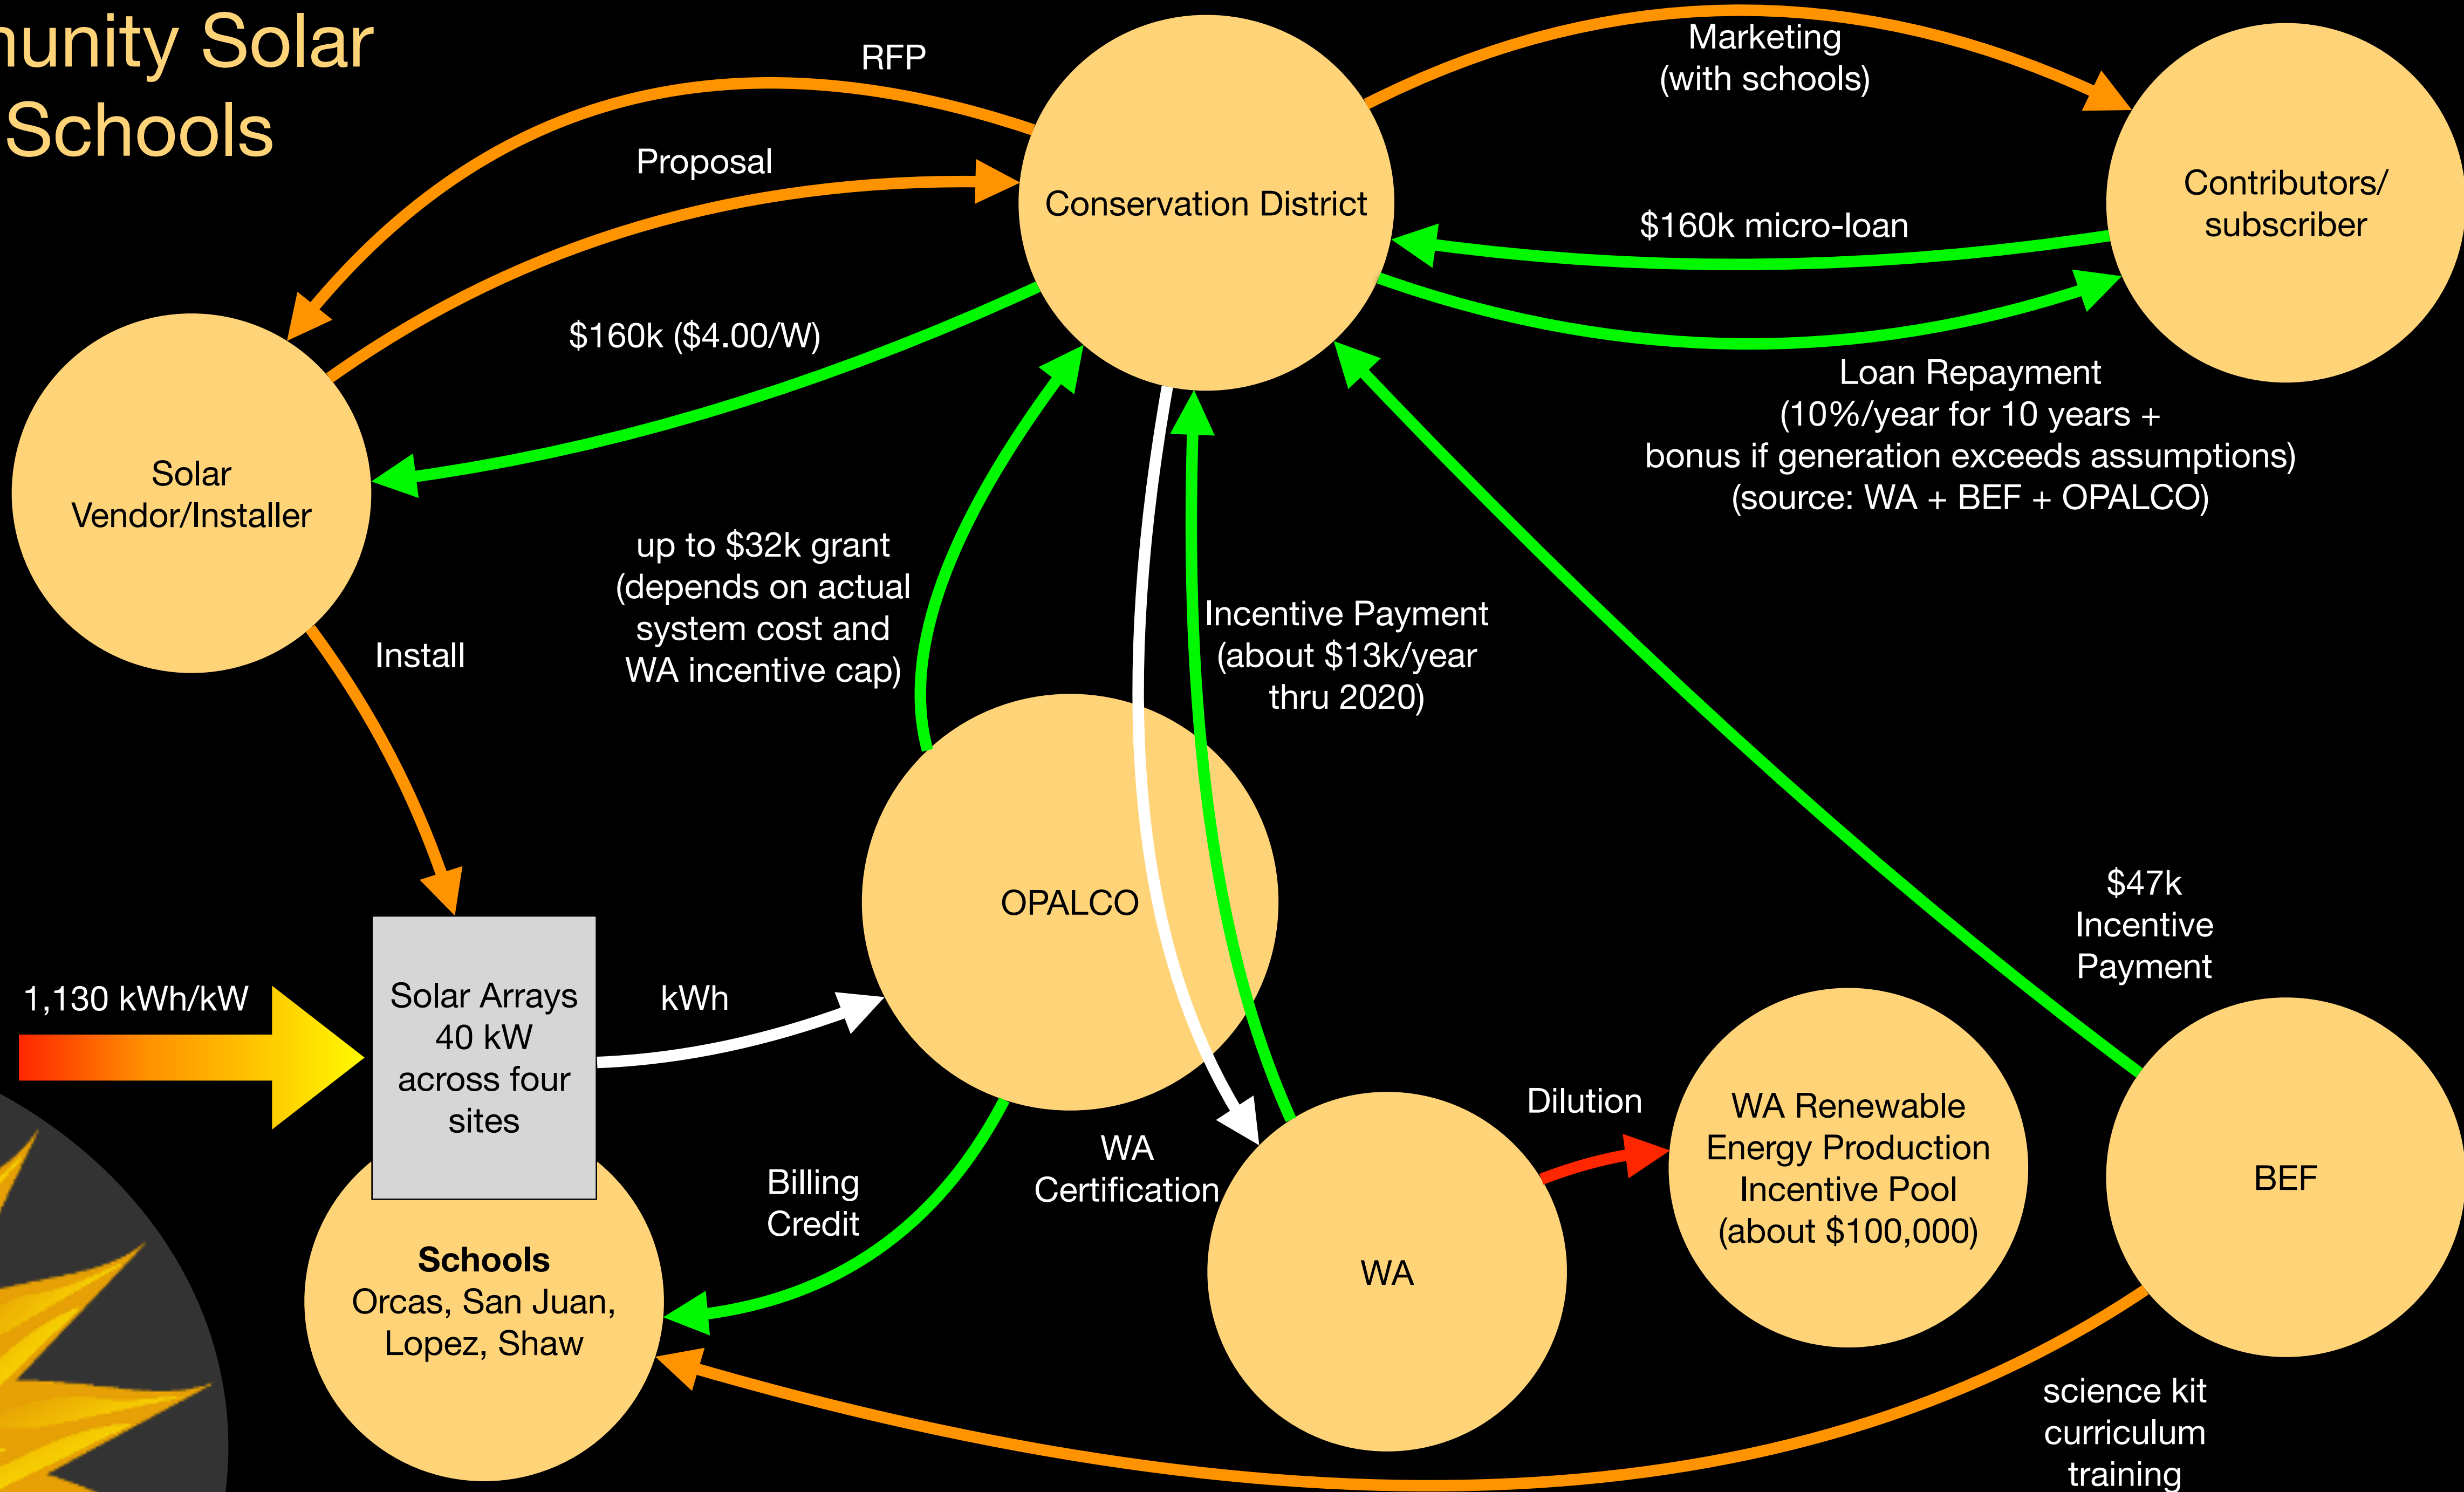 Solar
Schools
RFP
Marketing
(with schools)
Proposal
Conservation District
Contributors/
subscriber
$160k micro-loan
$160k ($4.00/W)
Loan Repayment
(10%/year for 10 years +
bonus if generation exceeds assumptions)
(source: WA + BEF + OPALCO)
Solar
Vendor/Installer
up to $32k grant
(depends on actual
system cost and
WA incentive cap)
Incentive Payment
(about $13k/year
thru 2020)
Install
OPALCO
$47k
Incentive
Payment
1,130 kWh/kW
Solar Arrays
40 kW
across four
sites
kWh
Dilution
WA Renewable
Energy Production
Incentive Pool
(about $100,000)
WA
Certification
BEF
Billing
Credit
WA
Schools
Orcas, San Juan,
Lopez, Shaw
science kit
curriculum
training